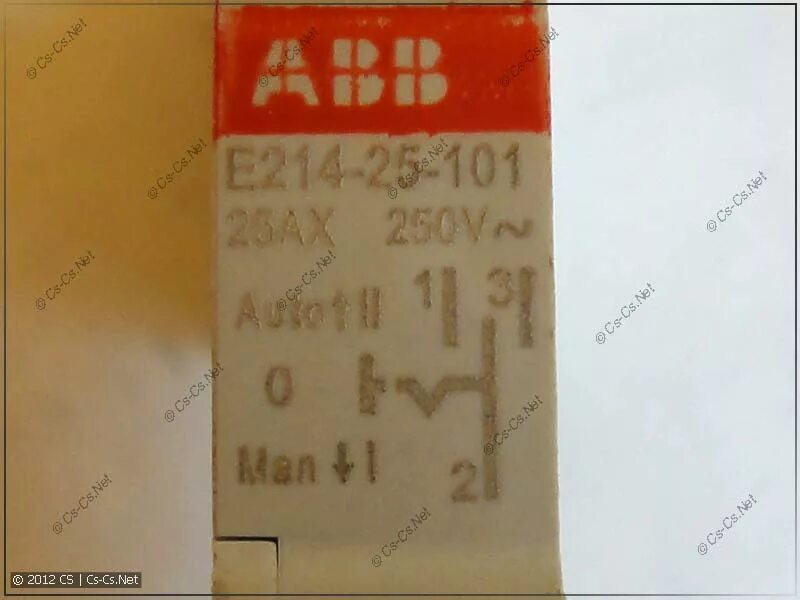 ABB
E214-25-101
25AX 250V~
Auto↑II 1 3
0
Man↓I 2
© Cs-Cs.Net
© 2012 CS | Cs-Cs.Net